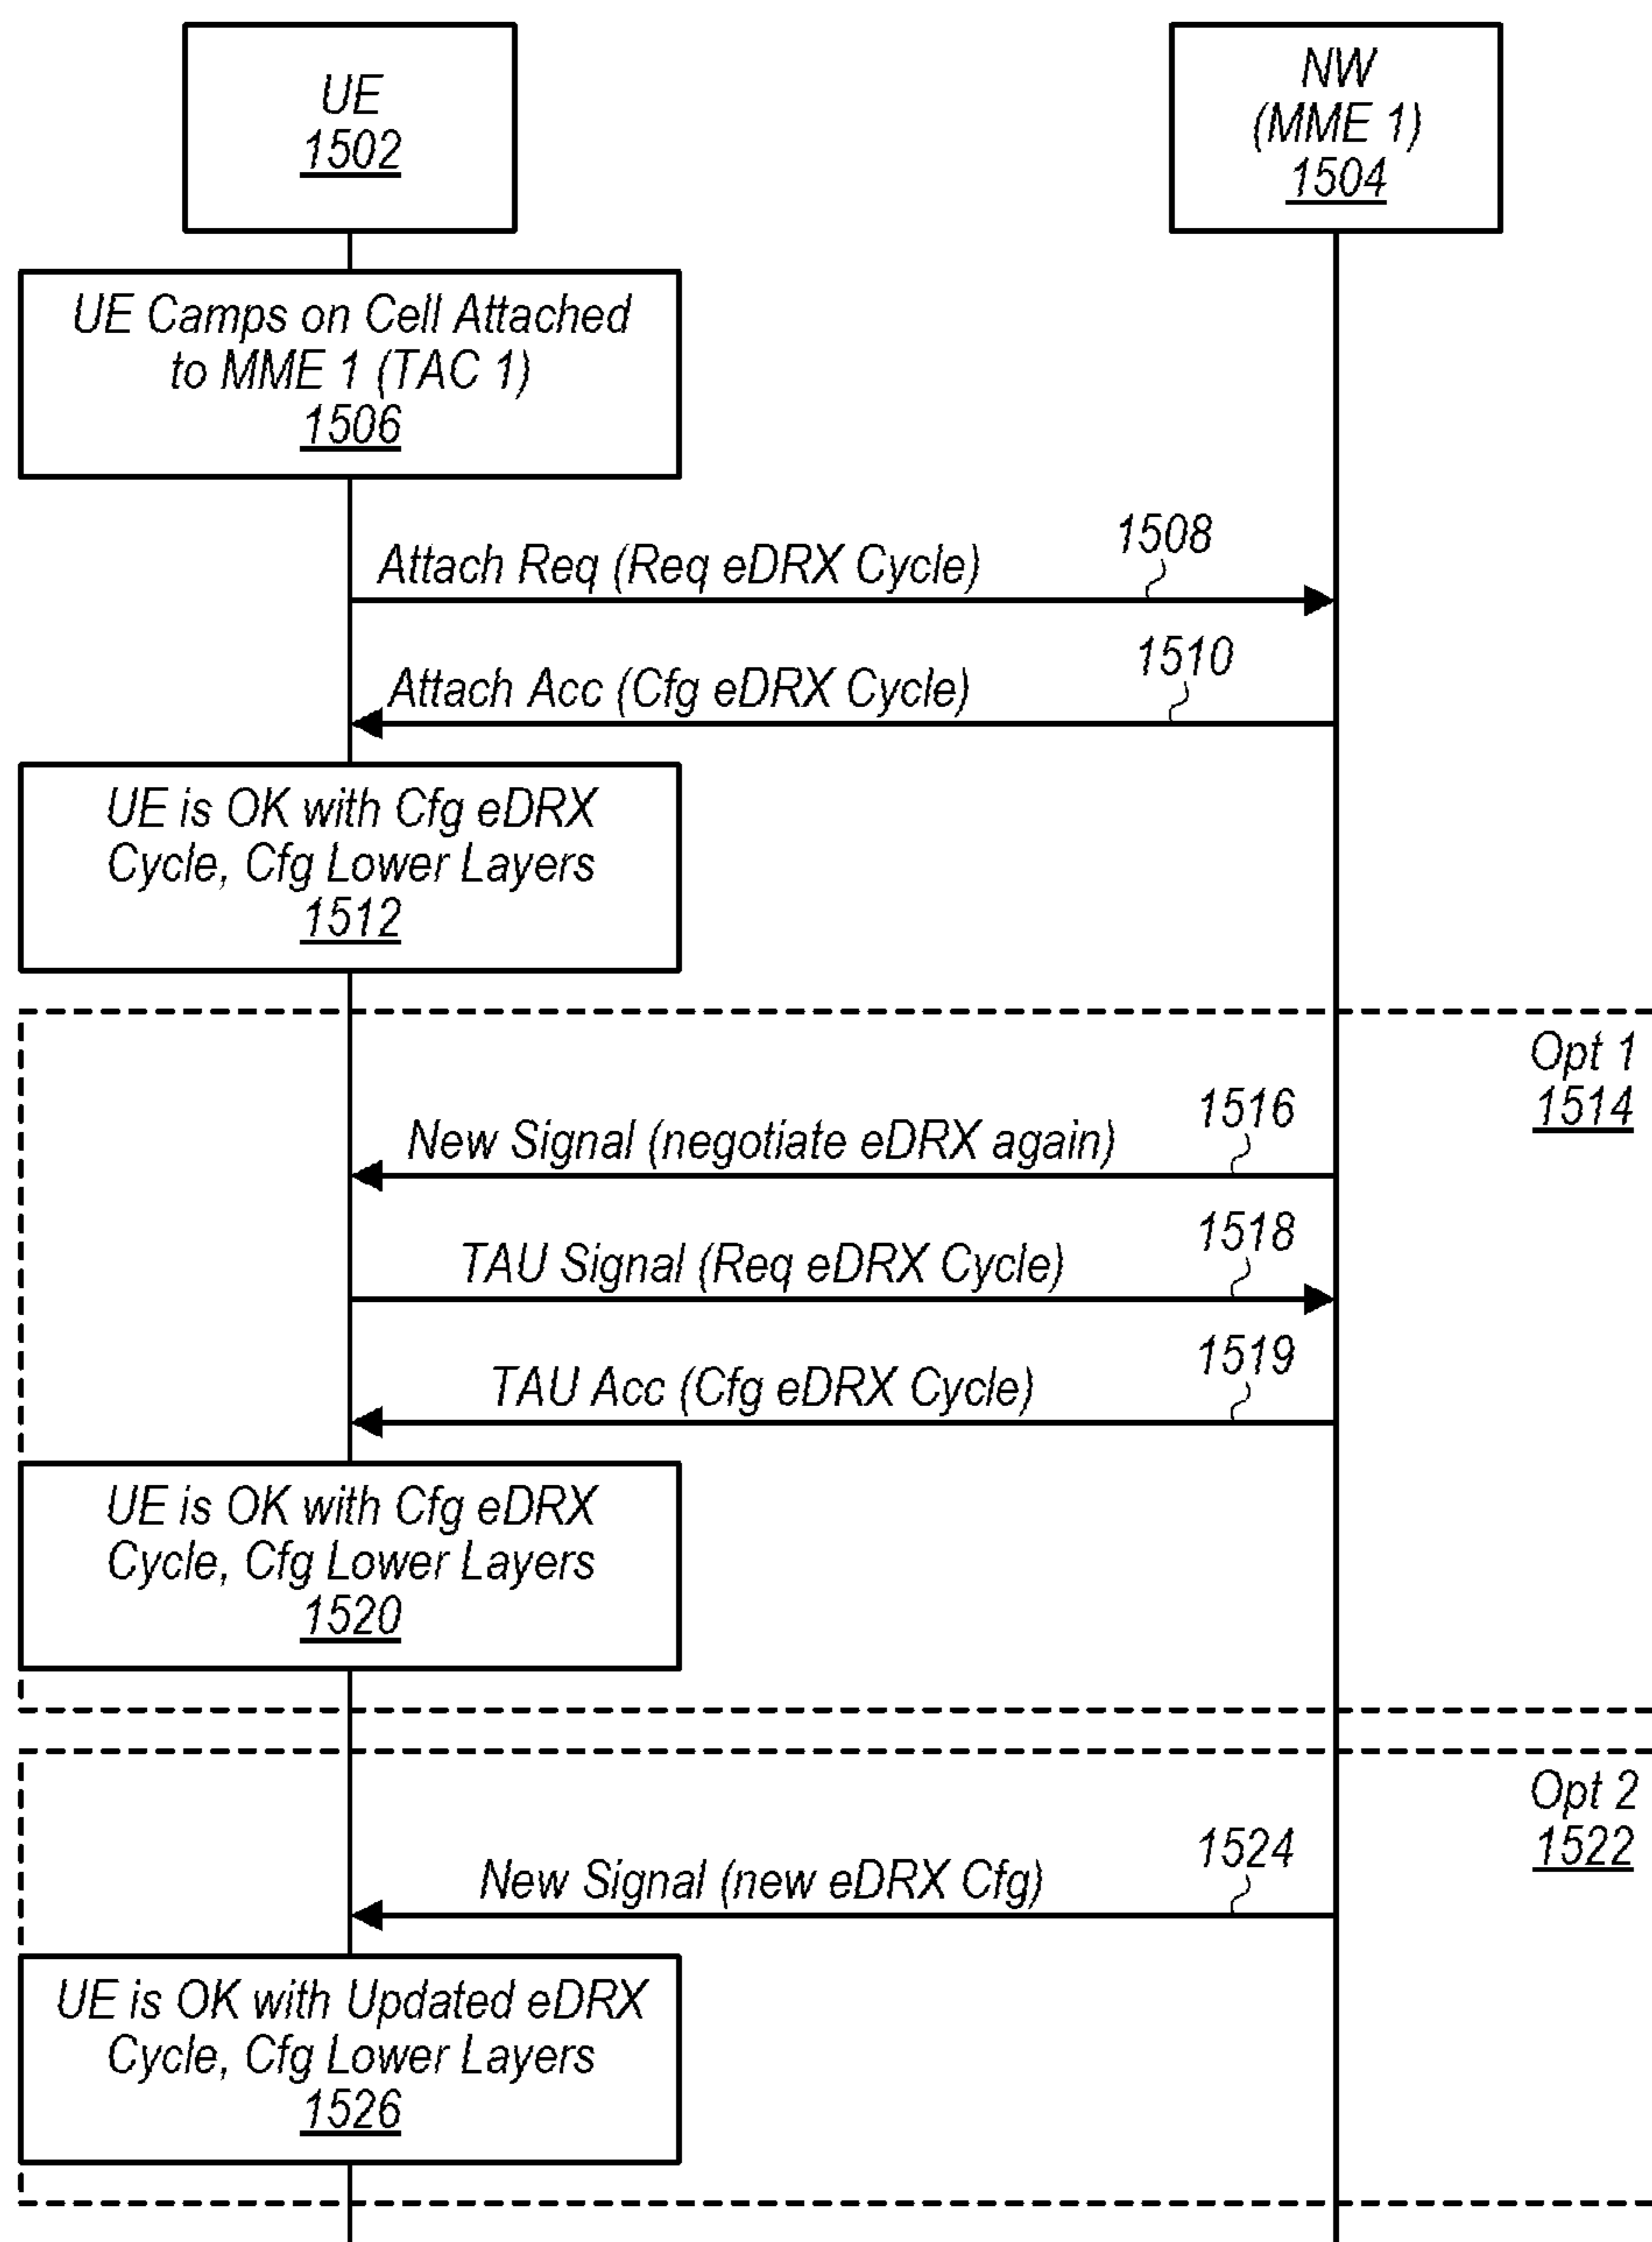 UE
1502
NW
(MME 1)
1504
UE Camps on Cell Attached
to MME 1 (TAC 1)
1506
1508
Attach Req (Req eDRX Cycle)
1510
Attach Acc (Cfg eDRX Cycle)
UE is OK with Cfg eDRX
Cycle, Cfg Lower Layers
1512
Opt 1
1514
1516
New Signal (negotiate eDRX again)
1518
TAU Signal (Req eDRX Cycle)
1519
TAU Acc (Cfg eDRX Cycle)
UE is OK with Cfg eDRX
Cycle, Cfg Lower Layers
1520
Opt 2
1522
1524
New Signal (new eDRX Cfg)
UE is OK with Updated eDRX
Cycle, Cfg Lower Layers
1526